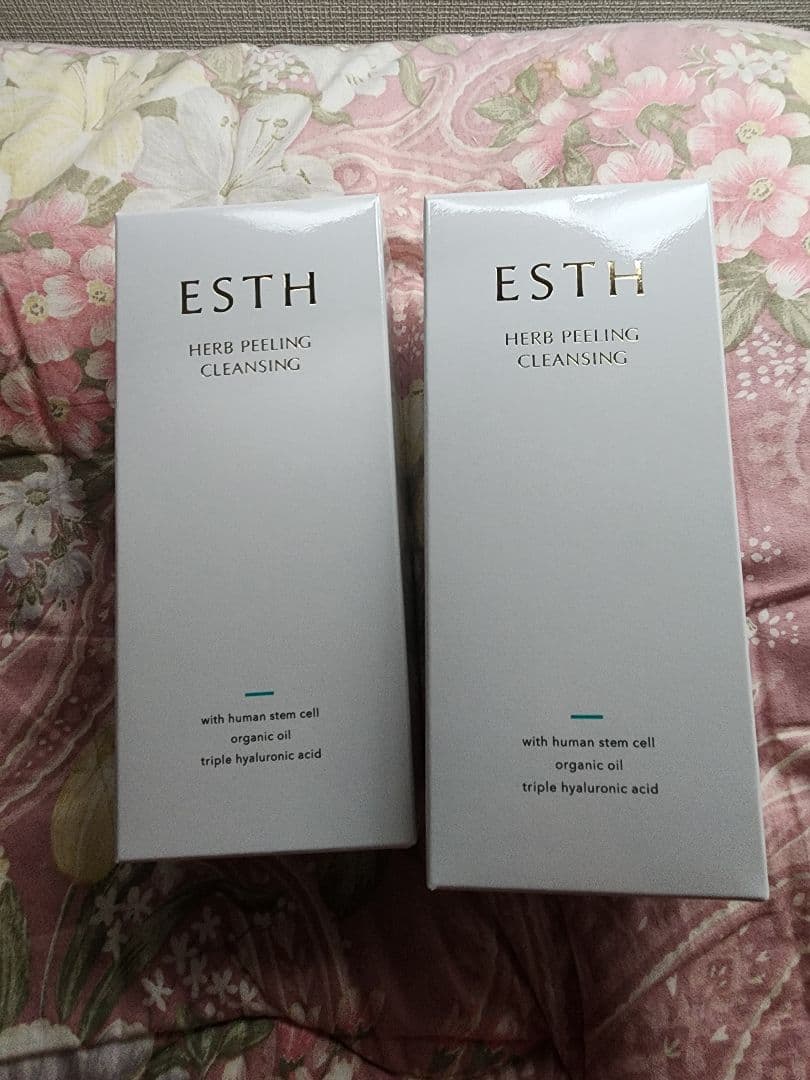 ESTH
HERB PEELING
CLEANSING
with human stem cell
organic oil
triple hyaluronic acid
ESTH
HERB PEELING
CLEANSING
with human stem cell
organic oil
triple hyaluronic acid